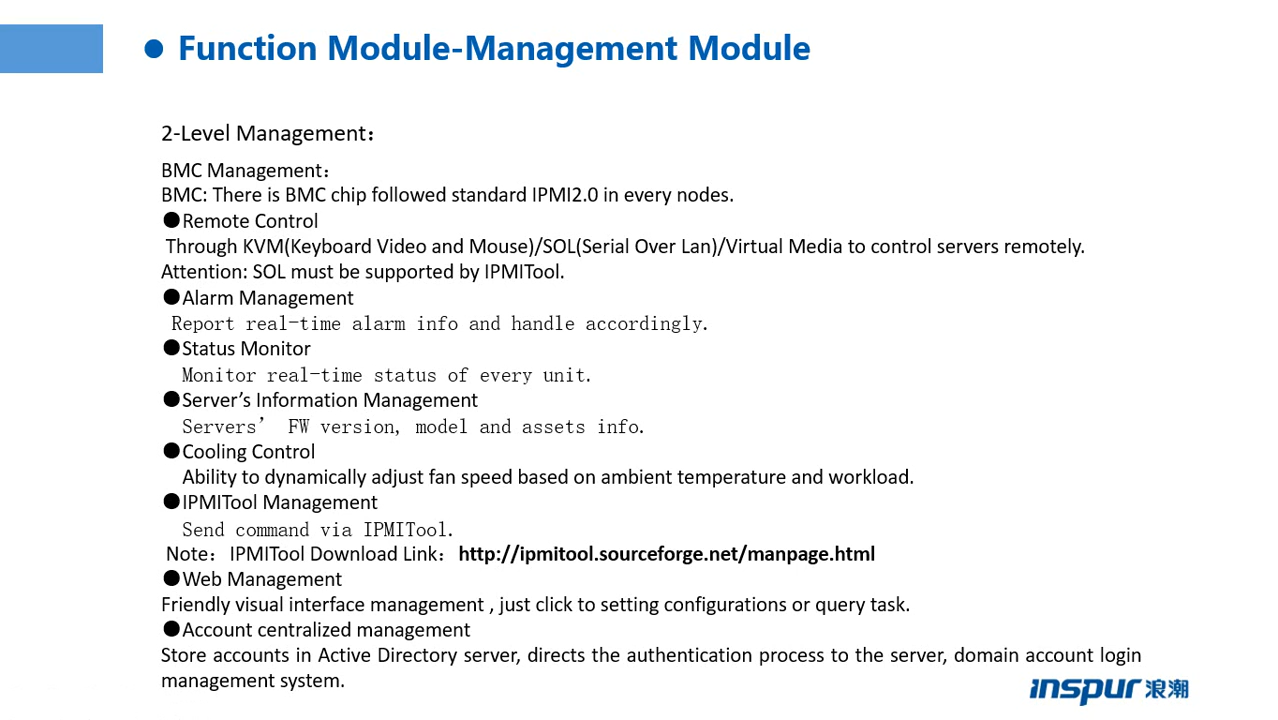 ● Function Module-Management Module
2-Level Management：
BMC Management：
BMC: There is BMC chip followed standard IPMI2.0 in every nodes.
●Remote Control
Through KVM(Keyboard Video and Mouse)/SOL(Serial Over Lan)/Virtual Media to control servers remotely.
Attention: SOL must be supported by IPMITool.
●Alarm Management
Report real-time alarm info and handle accordingly.
●Status Monitor
Monitor real-time status of every unit.
●Server’s Information Management
Servers’ FW version, model and assets info.
●Cooling Control
Ability to dynamically adjust fan speed based on ambient temperature and workload.
●IPMITool Management
Send command via IPMITool.
Note：IPMITool Download Link：http://ipmitool.sourceforge.net/manpage.html
●Web Management
Friendly visual interface management , just click to setting configurations or query task.
●Account centralized management
Store accounts in Active Directory server, directs the authentication process to the server, domain account login
management system.
inspur 浪潮